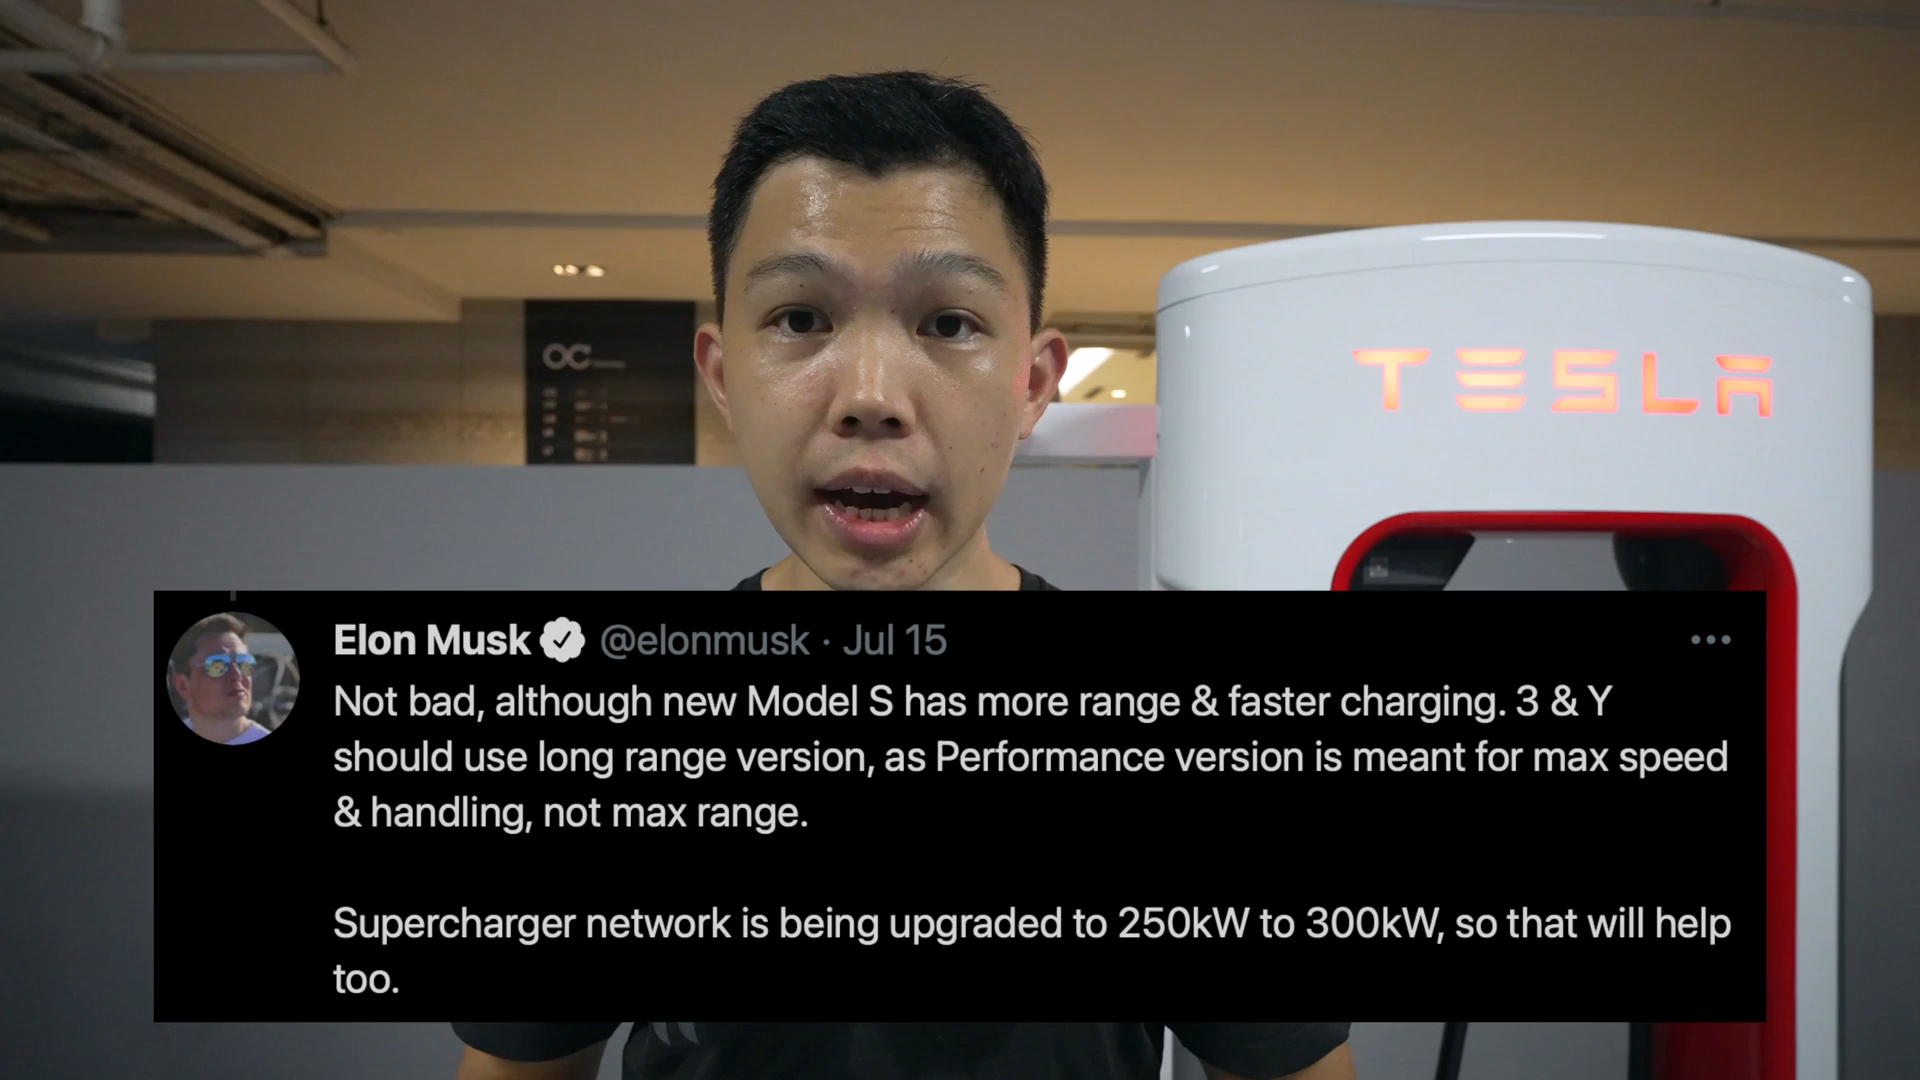 OC
TESLA
Elon Musk @elonmusk · Jul 15
Not bad, although new Model S has more range & faster charging. 3 & Y
should use long range version, as Performance version is meant for max speed
& handling, not max range.
Supercharger network is being upgraded to 250kW to 300kW, so that will help
too.